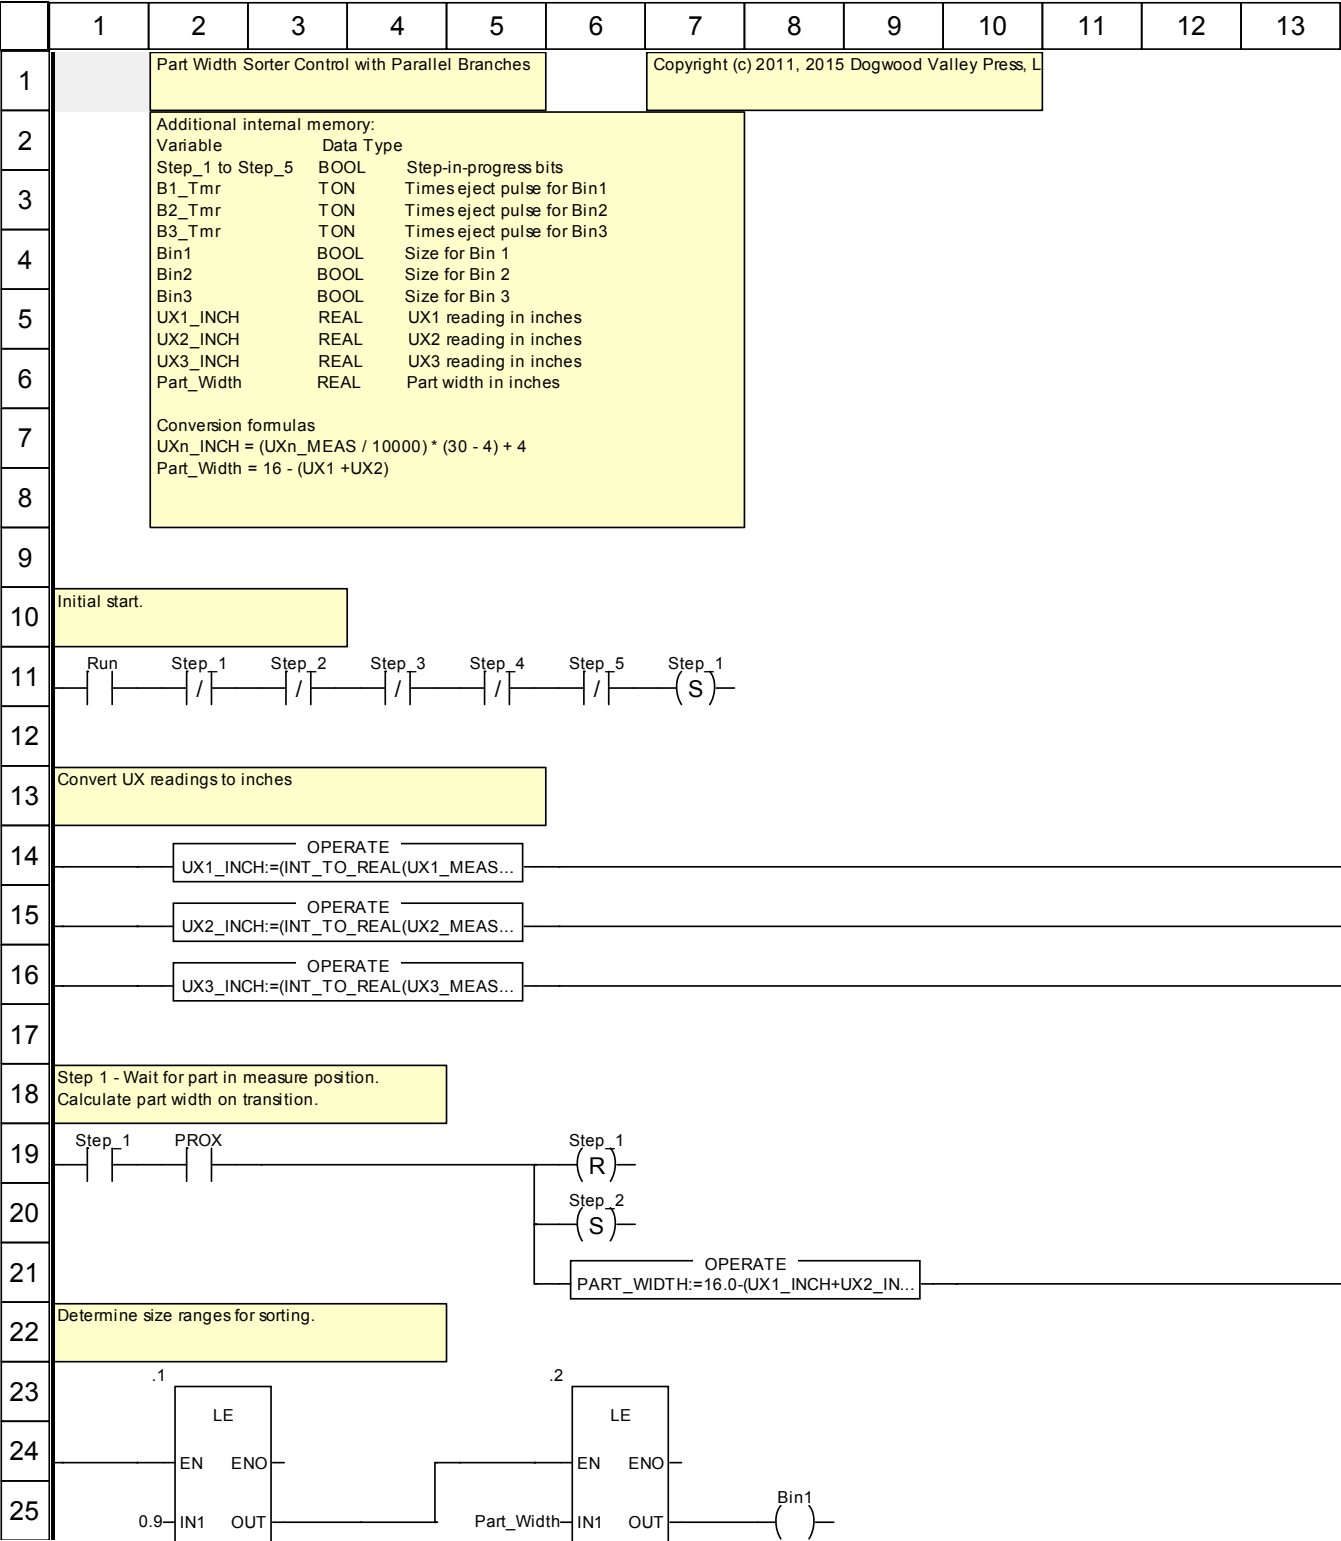 1 2 3 4 5 6 7 8 9 10 11 12 13
1
Part Width Sorter Control with Parallel Branches
Copyright (c) 2011, 2015 Dogwood Valley Press, L
2
Additional internal memory:
Variable Data Type
Step_1 to Step_5 BOOL Step-in-progress bits
3
B1_Tmr TON Times eject pulse for Bin1
B2_Tmr TON Times eject pulse for Bin2
B3_Tmr TON Times eject pulse for Bin3
4
Bin1 BOOL Size for Bin 1
Bin2 BOOL Size for Bin 2
Bin3 BOOL Size for Bin 3
5
UX1_INCH REAL UX1 reading in inches
UX2_INCH REAL UX2 reading in inches
UX3_INCH REAL UX3 reading in inches
6
Part_Width REAL Part width in inches
7
Conversion formulas
UXn_INCH = (UXn_MEAS / 10000) * (30 - 4) + 4
Part_Width = 16 - (UX1 +UX2)
8
9
10
Initial start.
11
Run Step_1 Step_2 Step_3 Step_4 Step_5 Step_1
/ / / / / S
12
13
Convert UX readings to inches
14
OPERATE
UX1_INCH:=(INT_TO_REAL(UX1_MEAS...
15
OPERATE
UX2_INCH:=(INT_TO_REAL(UX2_MEAS...
16
OPERATE
UX3_INCH:=(INT_TO_REAL(UX3_MEAS...
17
18
Step 1 - Wait for part in measure position.
Calculate part width on transition.
19
Step_1 PROX Step_1
R
20
Step_2
S
21
OPERATE
PART_WIDTH:=16.0-(UX1_INCH+UX2_IN...
22
Determine size ranges for sorting.
23
.1 .2
LE LE
24
EN ENO EN ENO
25
Bin1
0.9 IN1 OUT Part_Width IN1 OUT